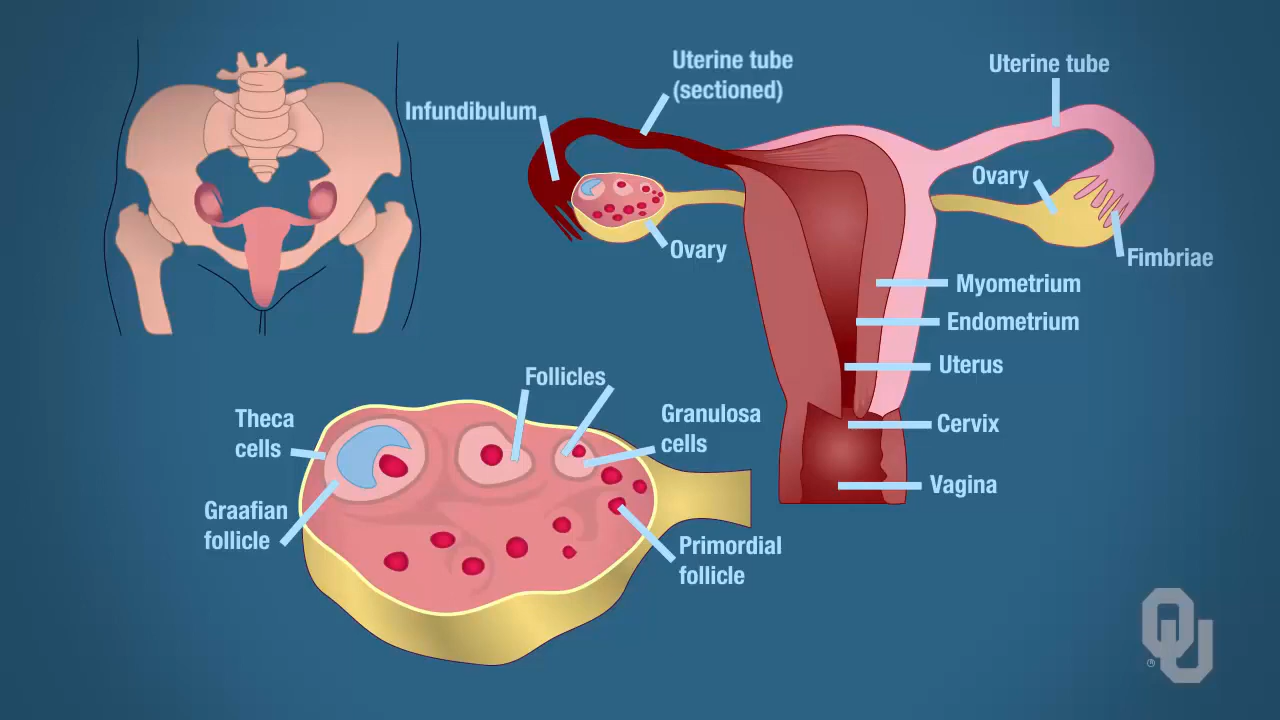 Uterine tube
(sectioned)
Uterine tube
Infundibulum
Ovary
Ovary
Fimbriae
Myometrium
Endometrium
Uterus
Cervix
Vagina
Follicles
Theca
cells
Granulosa
cells
Graafian
follicle
Primordial
follicle
OU
®